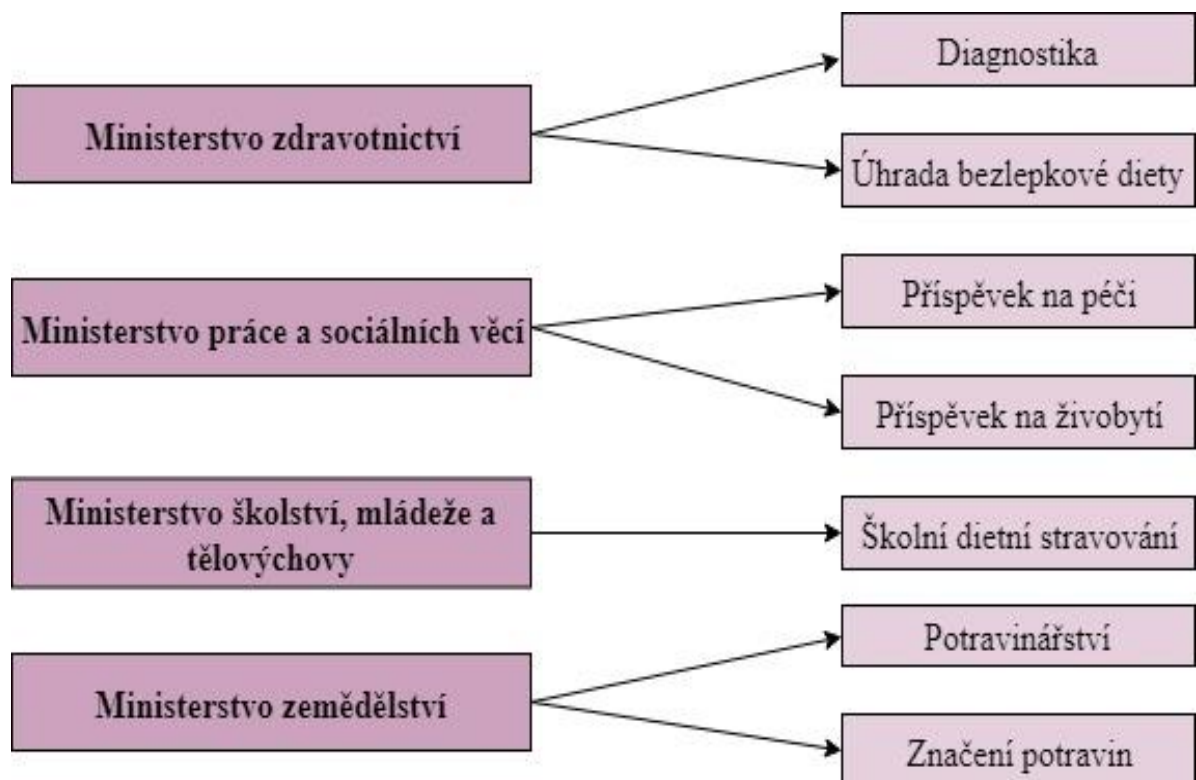 Ministerstvo zdravotnictví
Diagnostika
Úhrada bezlepkové diety
Ministerstvo práce a sociálních věcí
Příspěvek na péči
Příspěvek na živobytí
Ministerstvo školství, mládeže a
tělovýchovy
Školní dietní stravování
Ministerstvo zemědělství
Potravinářství
Značení potravin